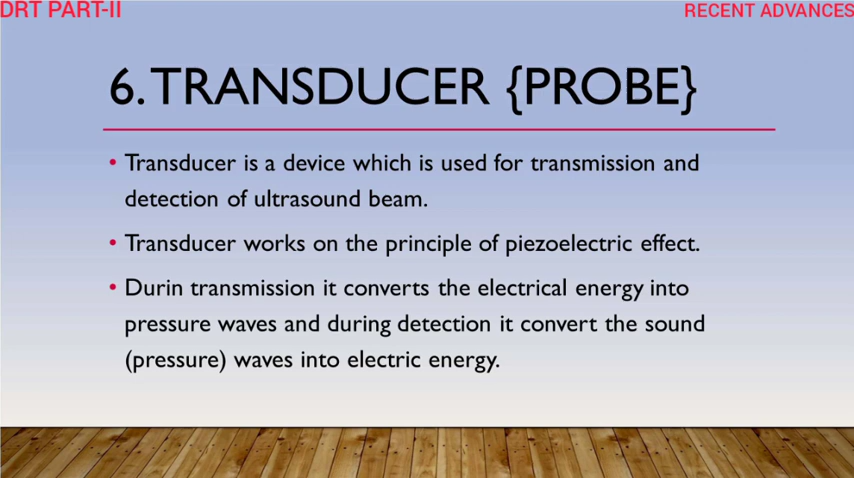 DRT PART-II
RECENT ADVANCES
6. TRANSDUCER {PROBE}
• Transducer is a device which is used for transmission and
detection of ultrasound beam.
• Transducer works on the principle of piezoelectric effect.
• Durin transmission it converts the electrical energy into
pressure waves and during detection it convert the sound
(pressure) waves into electric energy.